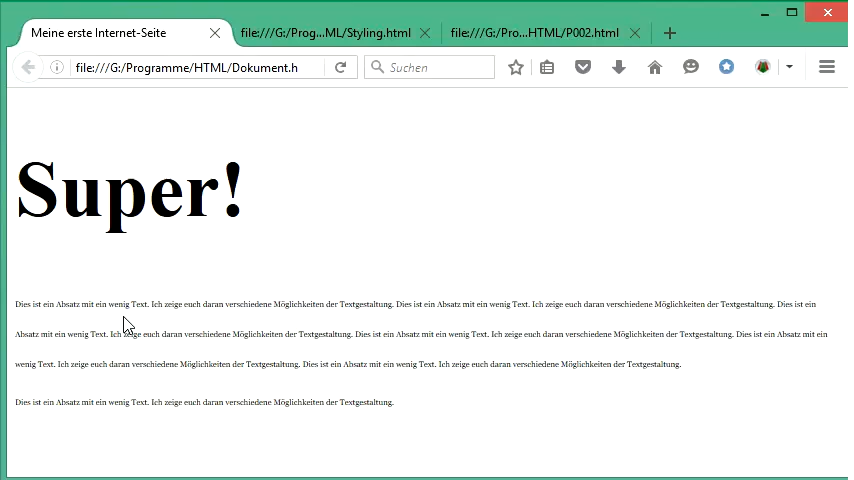 Meine erste Internet-Seite
file:///G:/Prog...ML/Styling.html
file:///G:/Pro...HTML/P002.html
file:///G:/Programme/HTML/Dokument.h
Suchen
Super!
Dies ist ein Absatz mit ein wenig Text. Ich zeige euch daran verschiedene Möglichkeiten der Textgestaltung. Dies ist ein Absatz mit ein wenig Text. Ich zeige euch daran verschiedene Möglichkeiten der Textgestaltung. Dies ist ein
Absatz mit ein wenig Text. Ich zeige euch daran verschiedene Möglichkeiten der Textgestaltung. Dies ist ein Absatz mit ein wenig Text. Ich zeige euch daran verschiedene Möglichkeiten der Textgestaltung. Dies ist ein Absatz mit ein
wenig Text. Ich zeige euch daran verschiedene Möglichkeiten der Textgestaltung. Dies ist ein Absatz mit ein wenig Text. Ich zeige euch daran verschiedene Möglichkeiten der Textgestaltung.
Dies ist ein Absatz mit ein wenig Text. Ich zeige euch daran verschiedene Möglichkeiten der Textgestaltung.